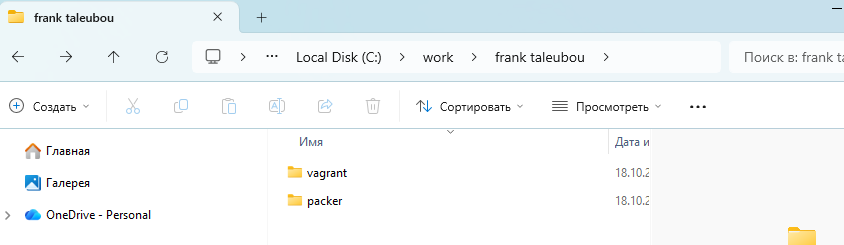 frank taleubou
Local Disk (C:) work frank taleubou Поиск в: frank ta
Создать Сортировать Просмотреть
Имя Дата и
Главная
vagrant 18.10.2
Галерея
packer 18.10.2
OneDrive - Personal